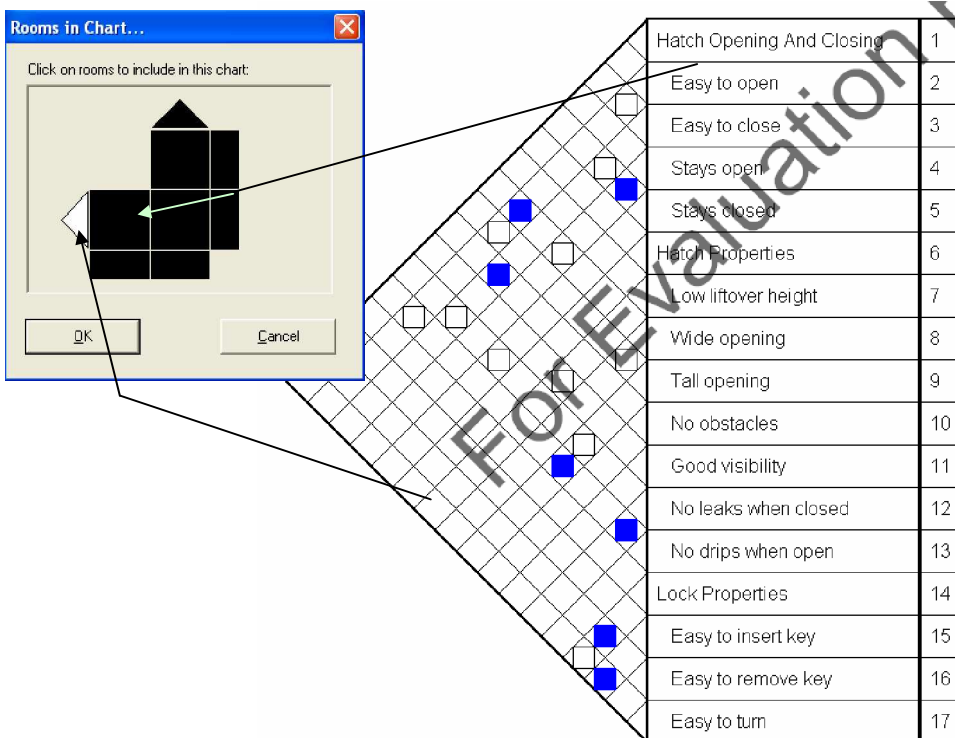 Rooms in Chart...
Click on rooms to include in this chart:
OK
Cancel
Hatch Opening And Closing 1
Easy to open 2
Easy to close 3
Stays open 4
Stays closed 5
Hatch Properties 6
Low liftover height 7
Wide opening 8
Tall opening 9
No obstacles 10
Good visibility 11
No leaks when closed 12
No drips when open 13
Lock Properties 14
Easy to insert key 15
Easy to remove key 16
Easy to turn 17
For Evaluation